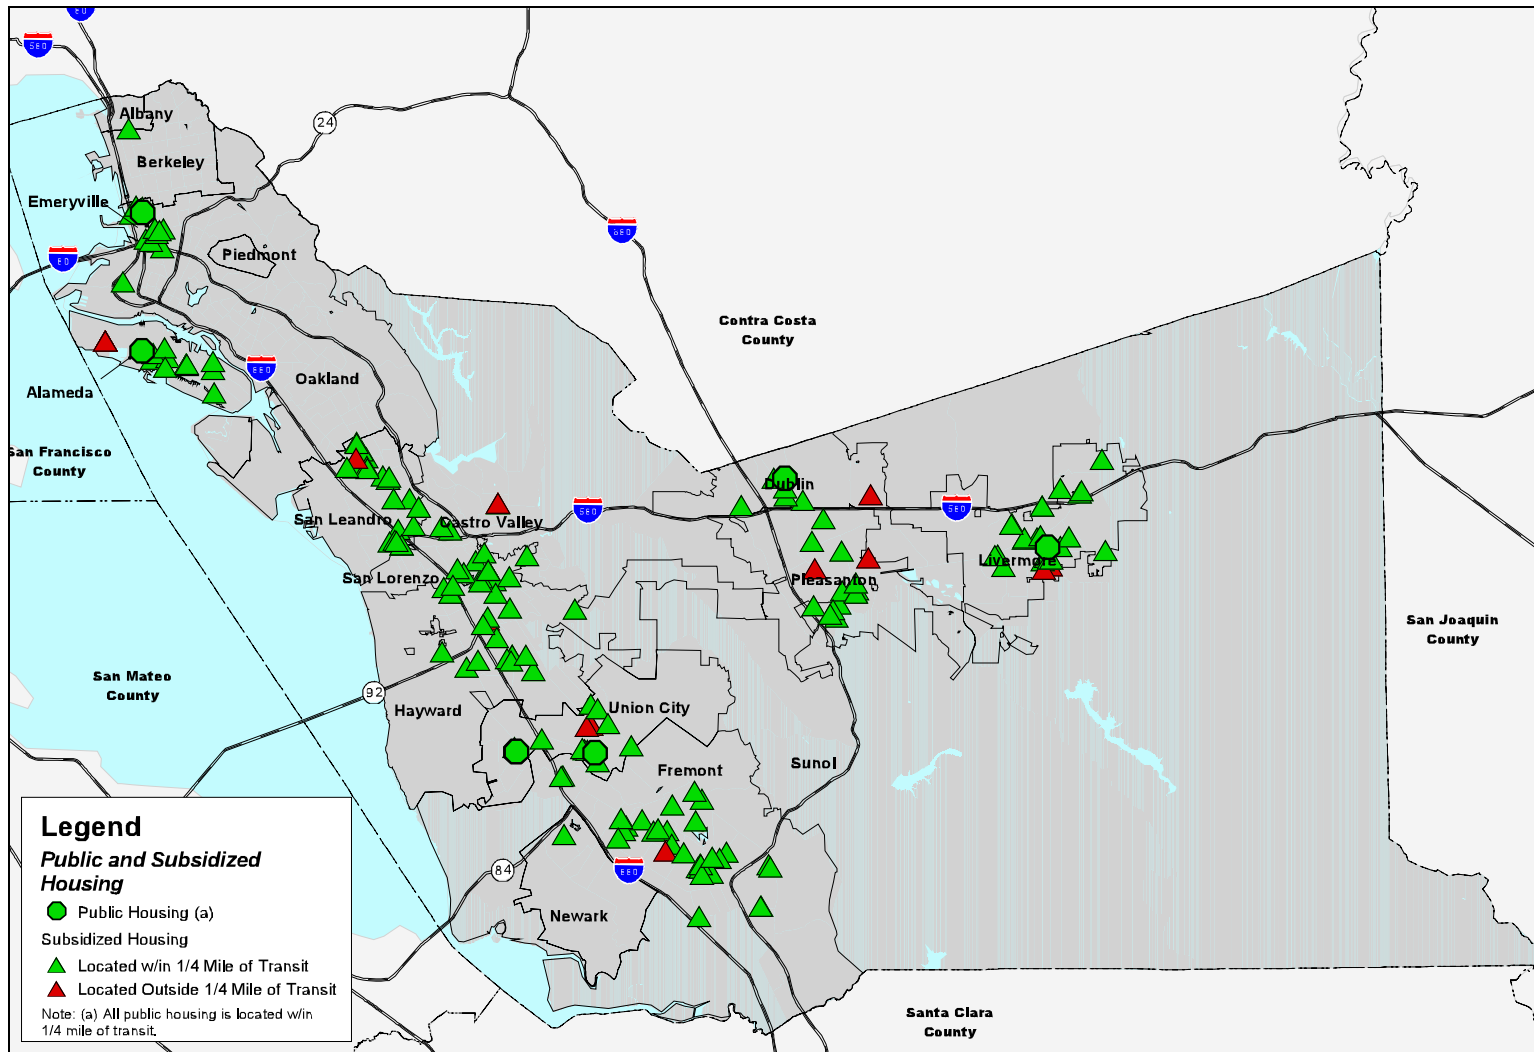 80
580
Albany
24
Berkeley
Emeryville
680
80
Piedmont
Contra Costa
County
880
Oakland
Alameda
San Francisco
County
Dublin
San Leandro
Castro Valley
580
580
Livermore
San Lorenzo
Pleasanton
San Joaquin
County
San Mateo
County
92
Hayward
Union City
Sunol
Fremont
84
880
Newark
Santa Clara
County
Legend
Public and Subsidized
Housing
Public Housing (a)
Subsidized Housing
Located w/in 1/4 Mile of Transit
Located Outside 1/4 Mile of Transit
Note: (a) All public housing is located w/in
1/4 mile of transit.